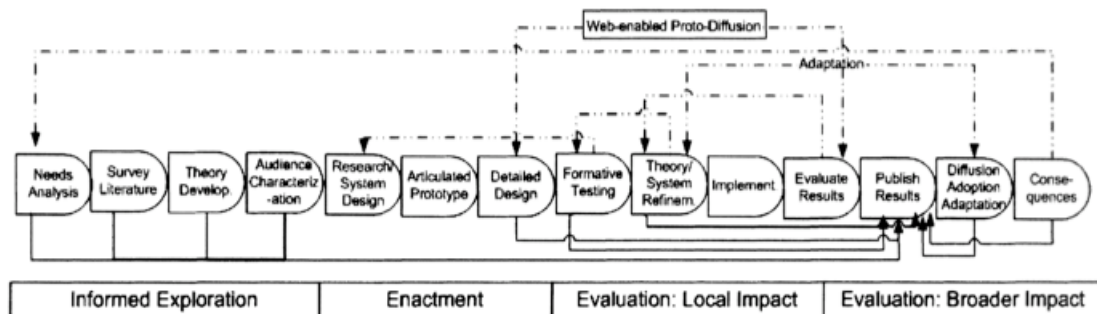 Web-enabled Proto-Diffusion
Adaptation
Needs
Analysis
Survey
Literature
Theory
Develop.
Audience
Characteriz
-ation
Research/
System
Design
Articulated
Prototype
Detailed
Design
Formative
Testing
Theory/
System
Refinem.
Implement
Evaluate
Results
Publish
Results
Diffusion
Adoption
Adaptation
Conse-
quences
Informed Exploration
Enactment
Evaluation: Local Impact
Evaluation: Broader Impact